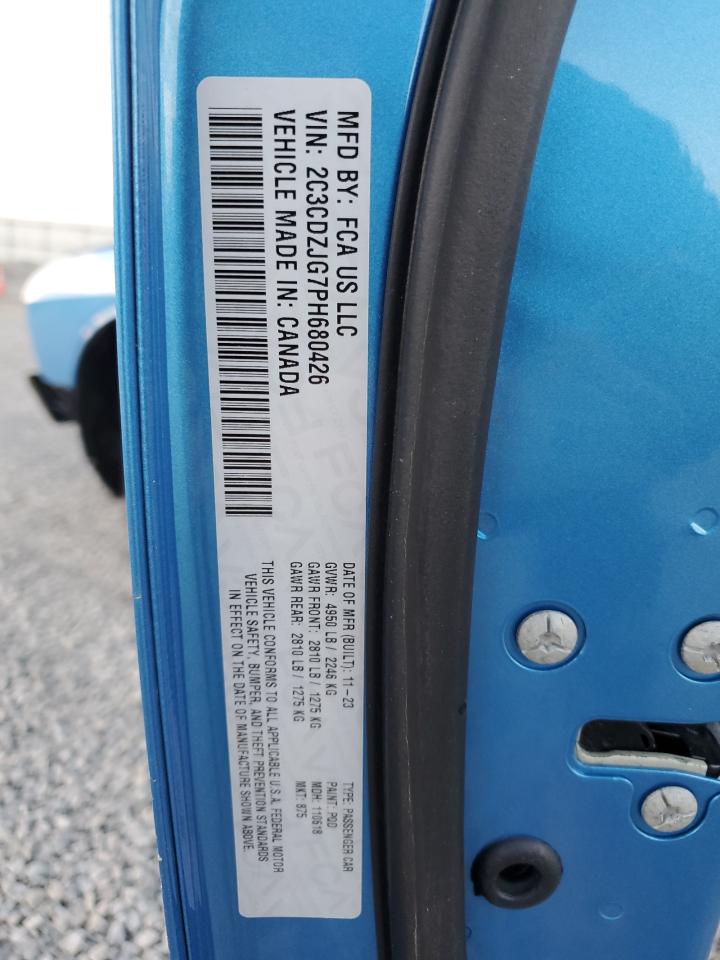 MFD BY: FCA US LLC
VIN: 2C3CDZJG7PH680426
VEHICLE MADE IN: CANADA
DATE OF MFR (BUILT): 11-23
GVWR: 4950 LB / 2246 KG
GAWR FRONT: 2810 LB / 1275 KG
GAWR REAR: 2810 LB / 1275 KG
TYPE: PASSENGER CAR
PAINT: PQD
MDH: 110618
MKT: 875
THIS VEHICLE CONFORMS TO ALL APPLICABLE U.S.A. FEDERAL MOTOR
VEHICLE SAFETY, BUMPER, AND THEFT PREVENTION STANDARDS
IN EFFECT ON THE DATE OF MANUFACTURE SHOWN ABOVE.